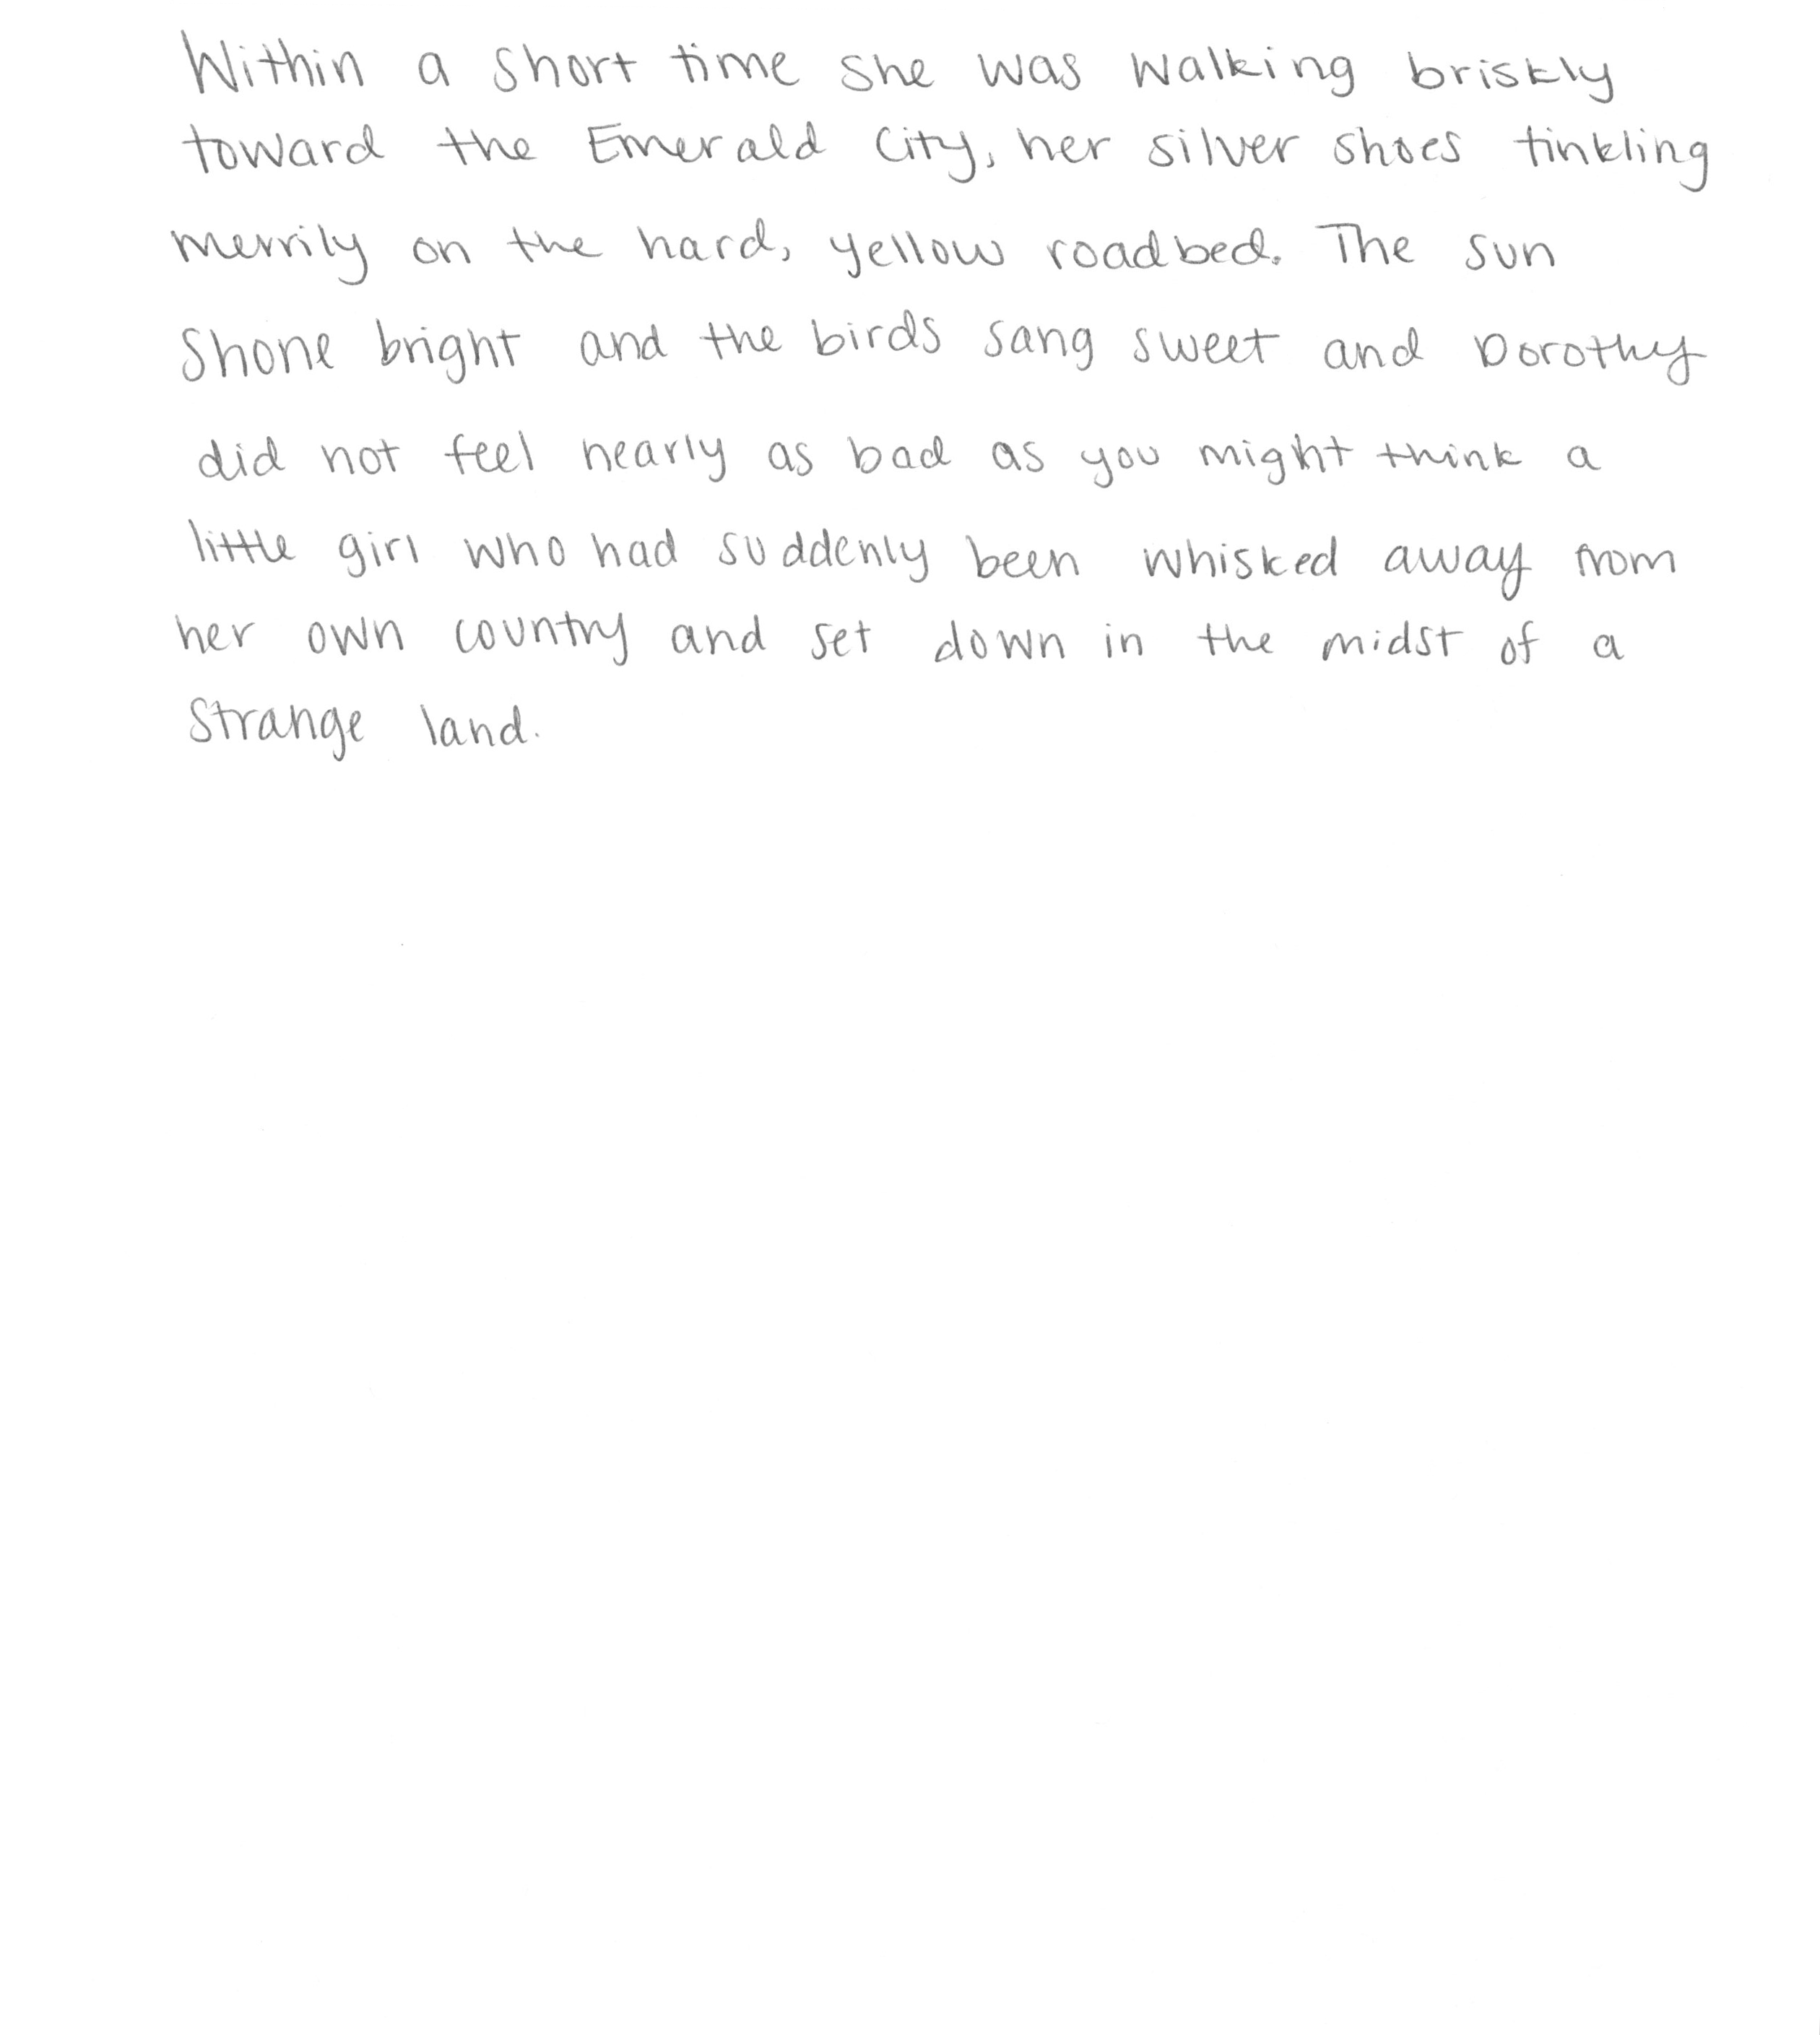 Within a short time she was walking briskly
toward the Emerald City, her silver shoes tinkling
merrily on the hard, yellow roadbed. The sun
shone bright and the birds sang sweet and Dorothy
did not feel nearly as bad as you might think a
little girl who had suddenly been whisked away from
her own country and set down in the midst of a
strange land.